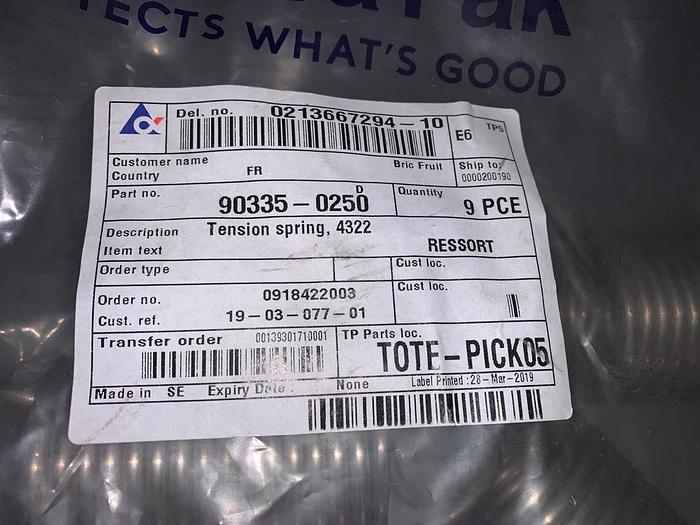 TECTS WHAT'S GOOD
Del. no. 0213667294-10
E6 TP5
Customer name Bric Fruit
Country FR
Ship to:
0000200190
Part no. 90335-0250 D
Quantity 9 PCE
Description Tension spring, 4322
Item text RESSORT
Order type
Cust loc.
Order no. 0918422003
Cust loc.
Cust. ref. 19-03-077-01
Transfer order 00139301710001
TP Parts loc.
TOTE-PICK05
Label Printed :28-Mar-2019
Made in SE Expiry Date : None